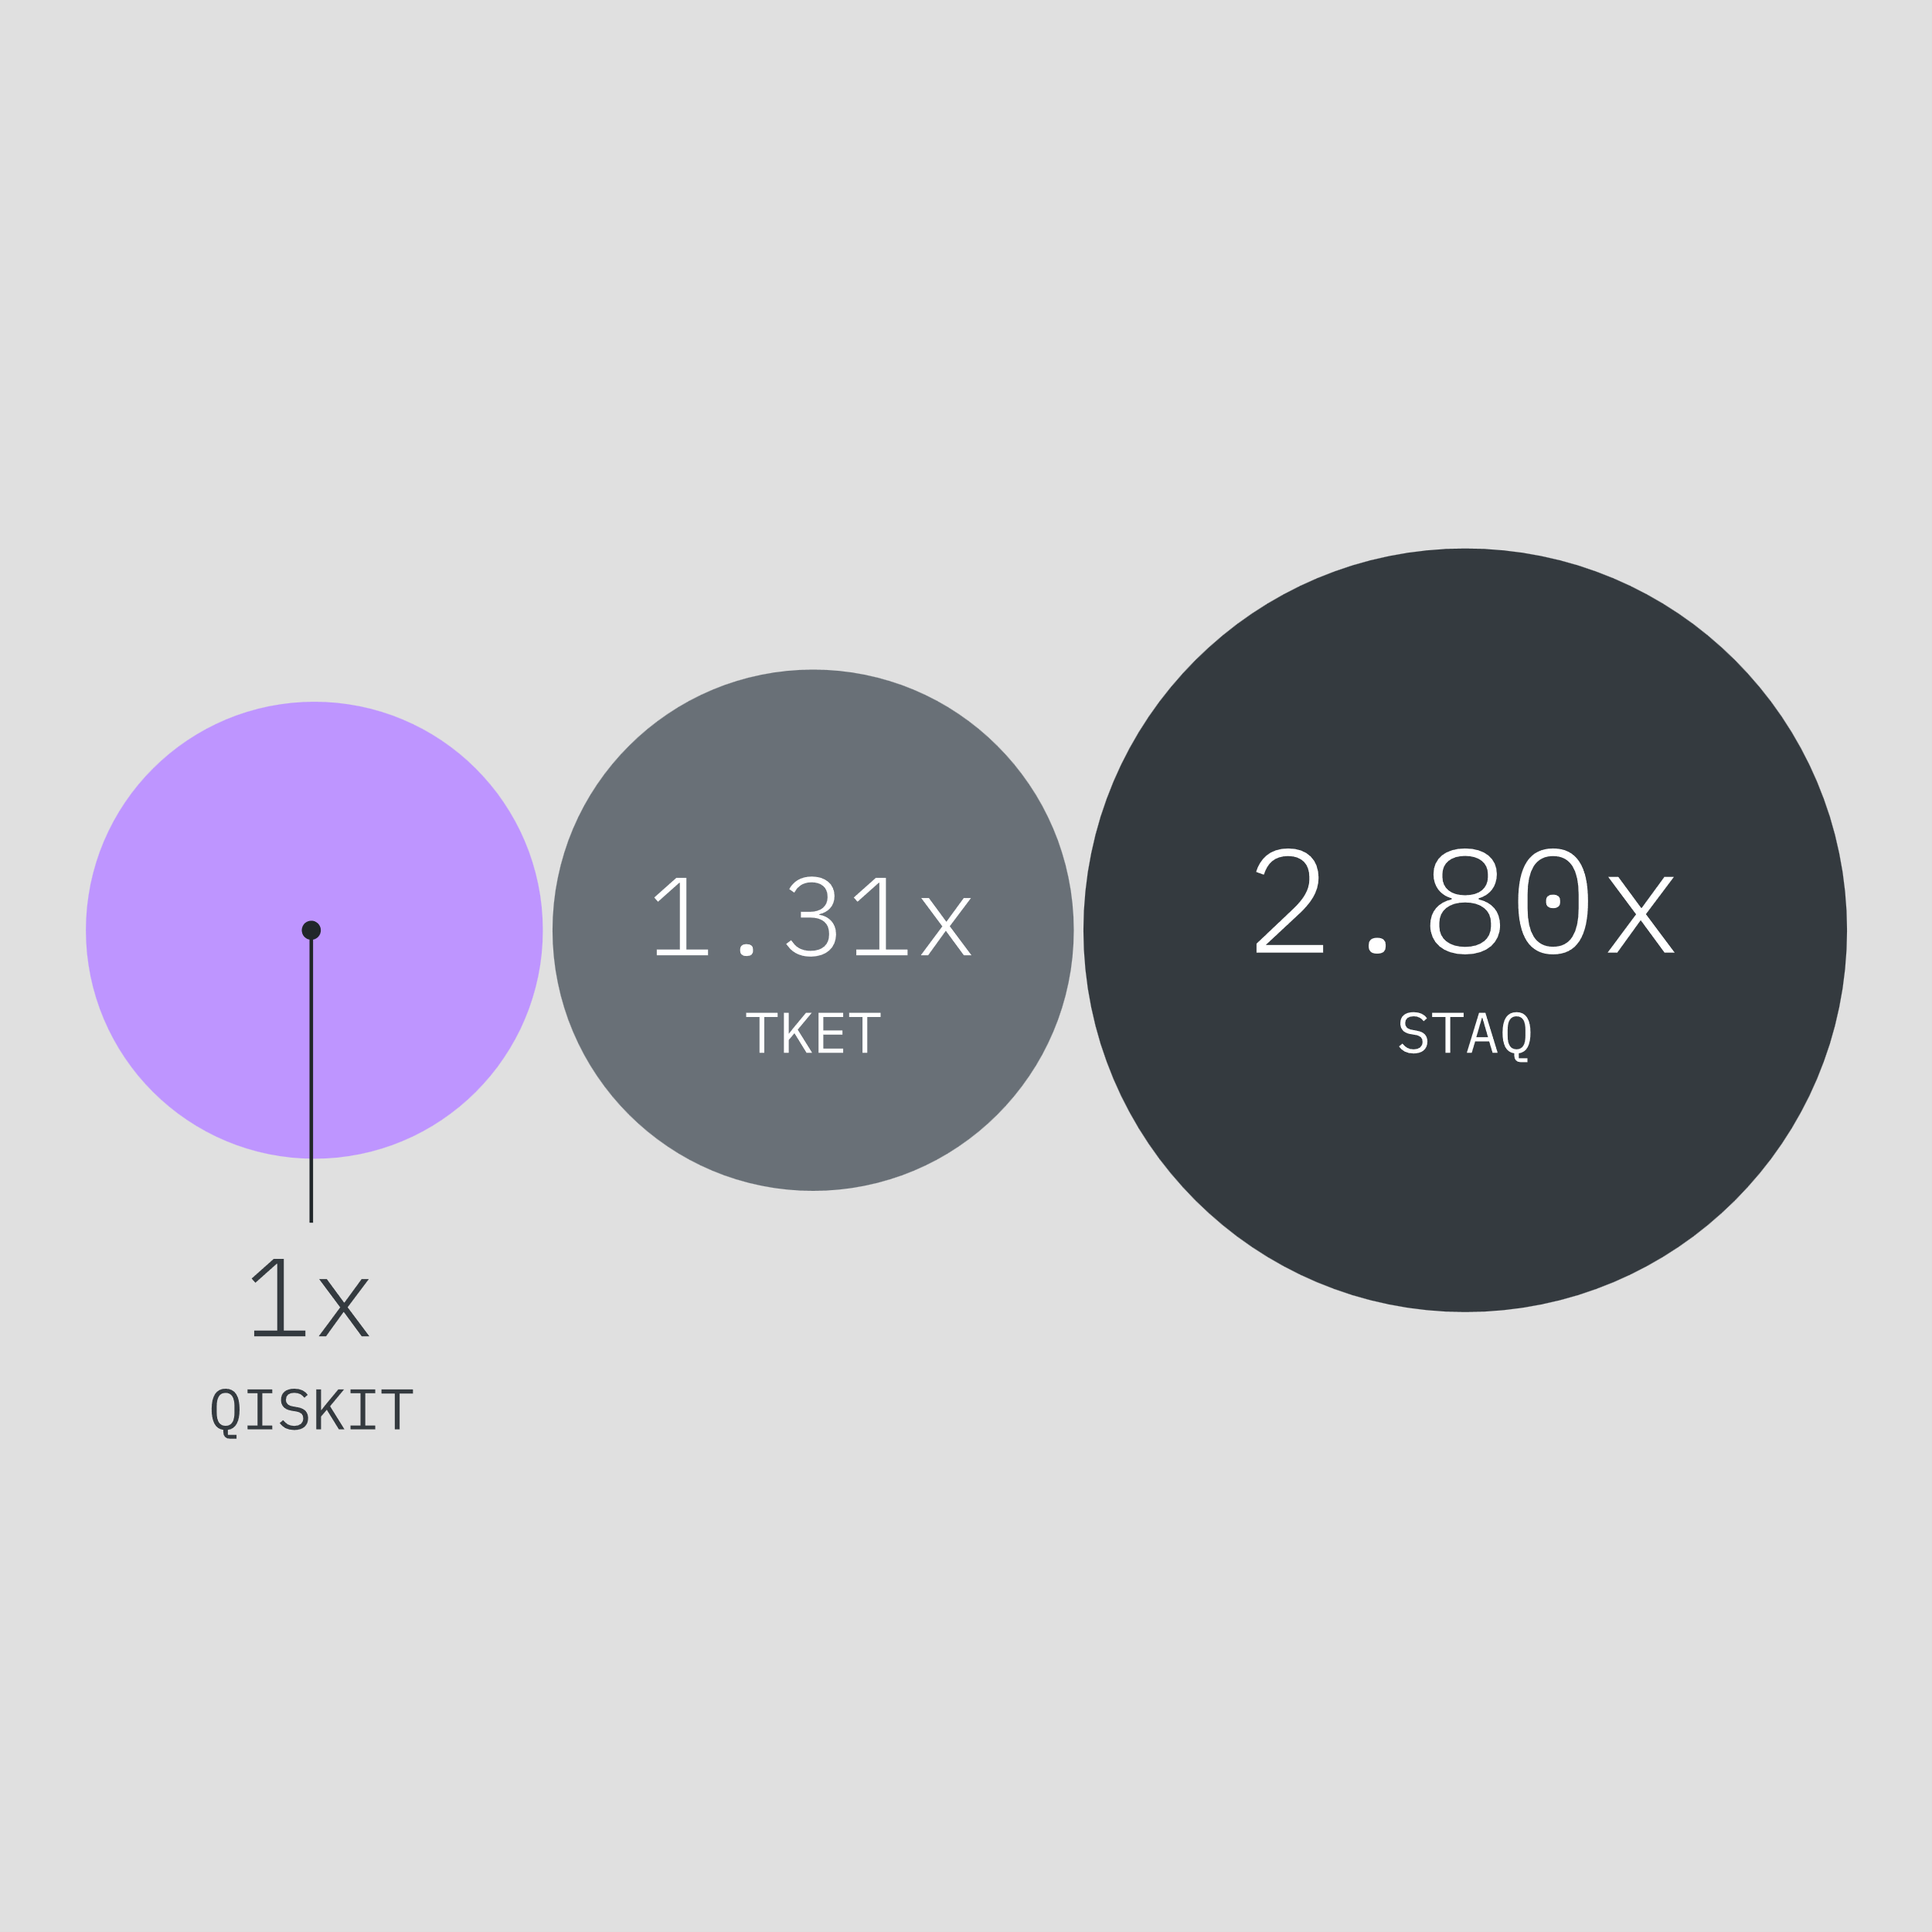 1.31x
TKET
2.80x
STAQ
1x
QISKIT